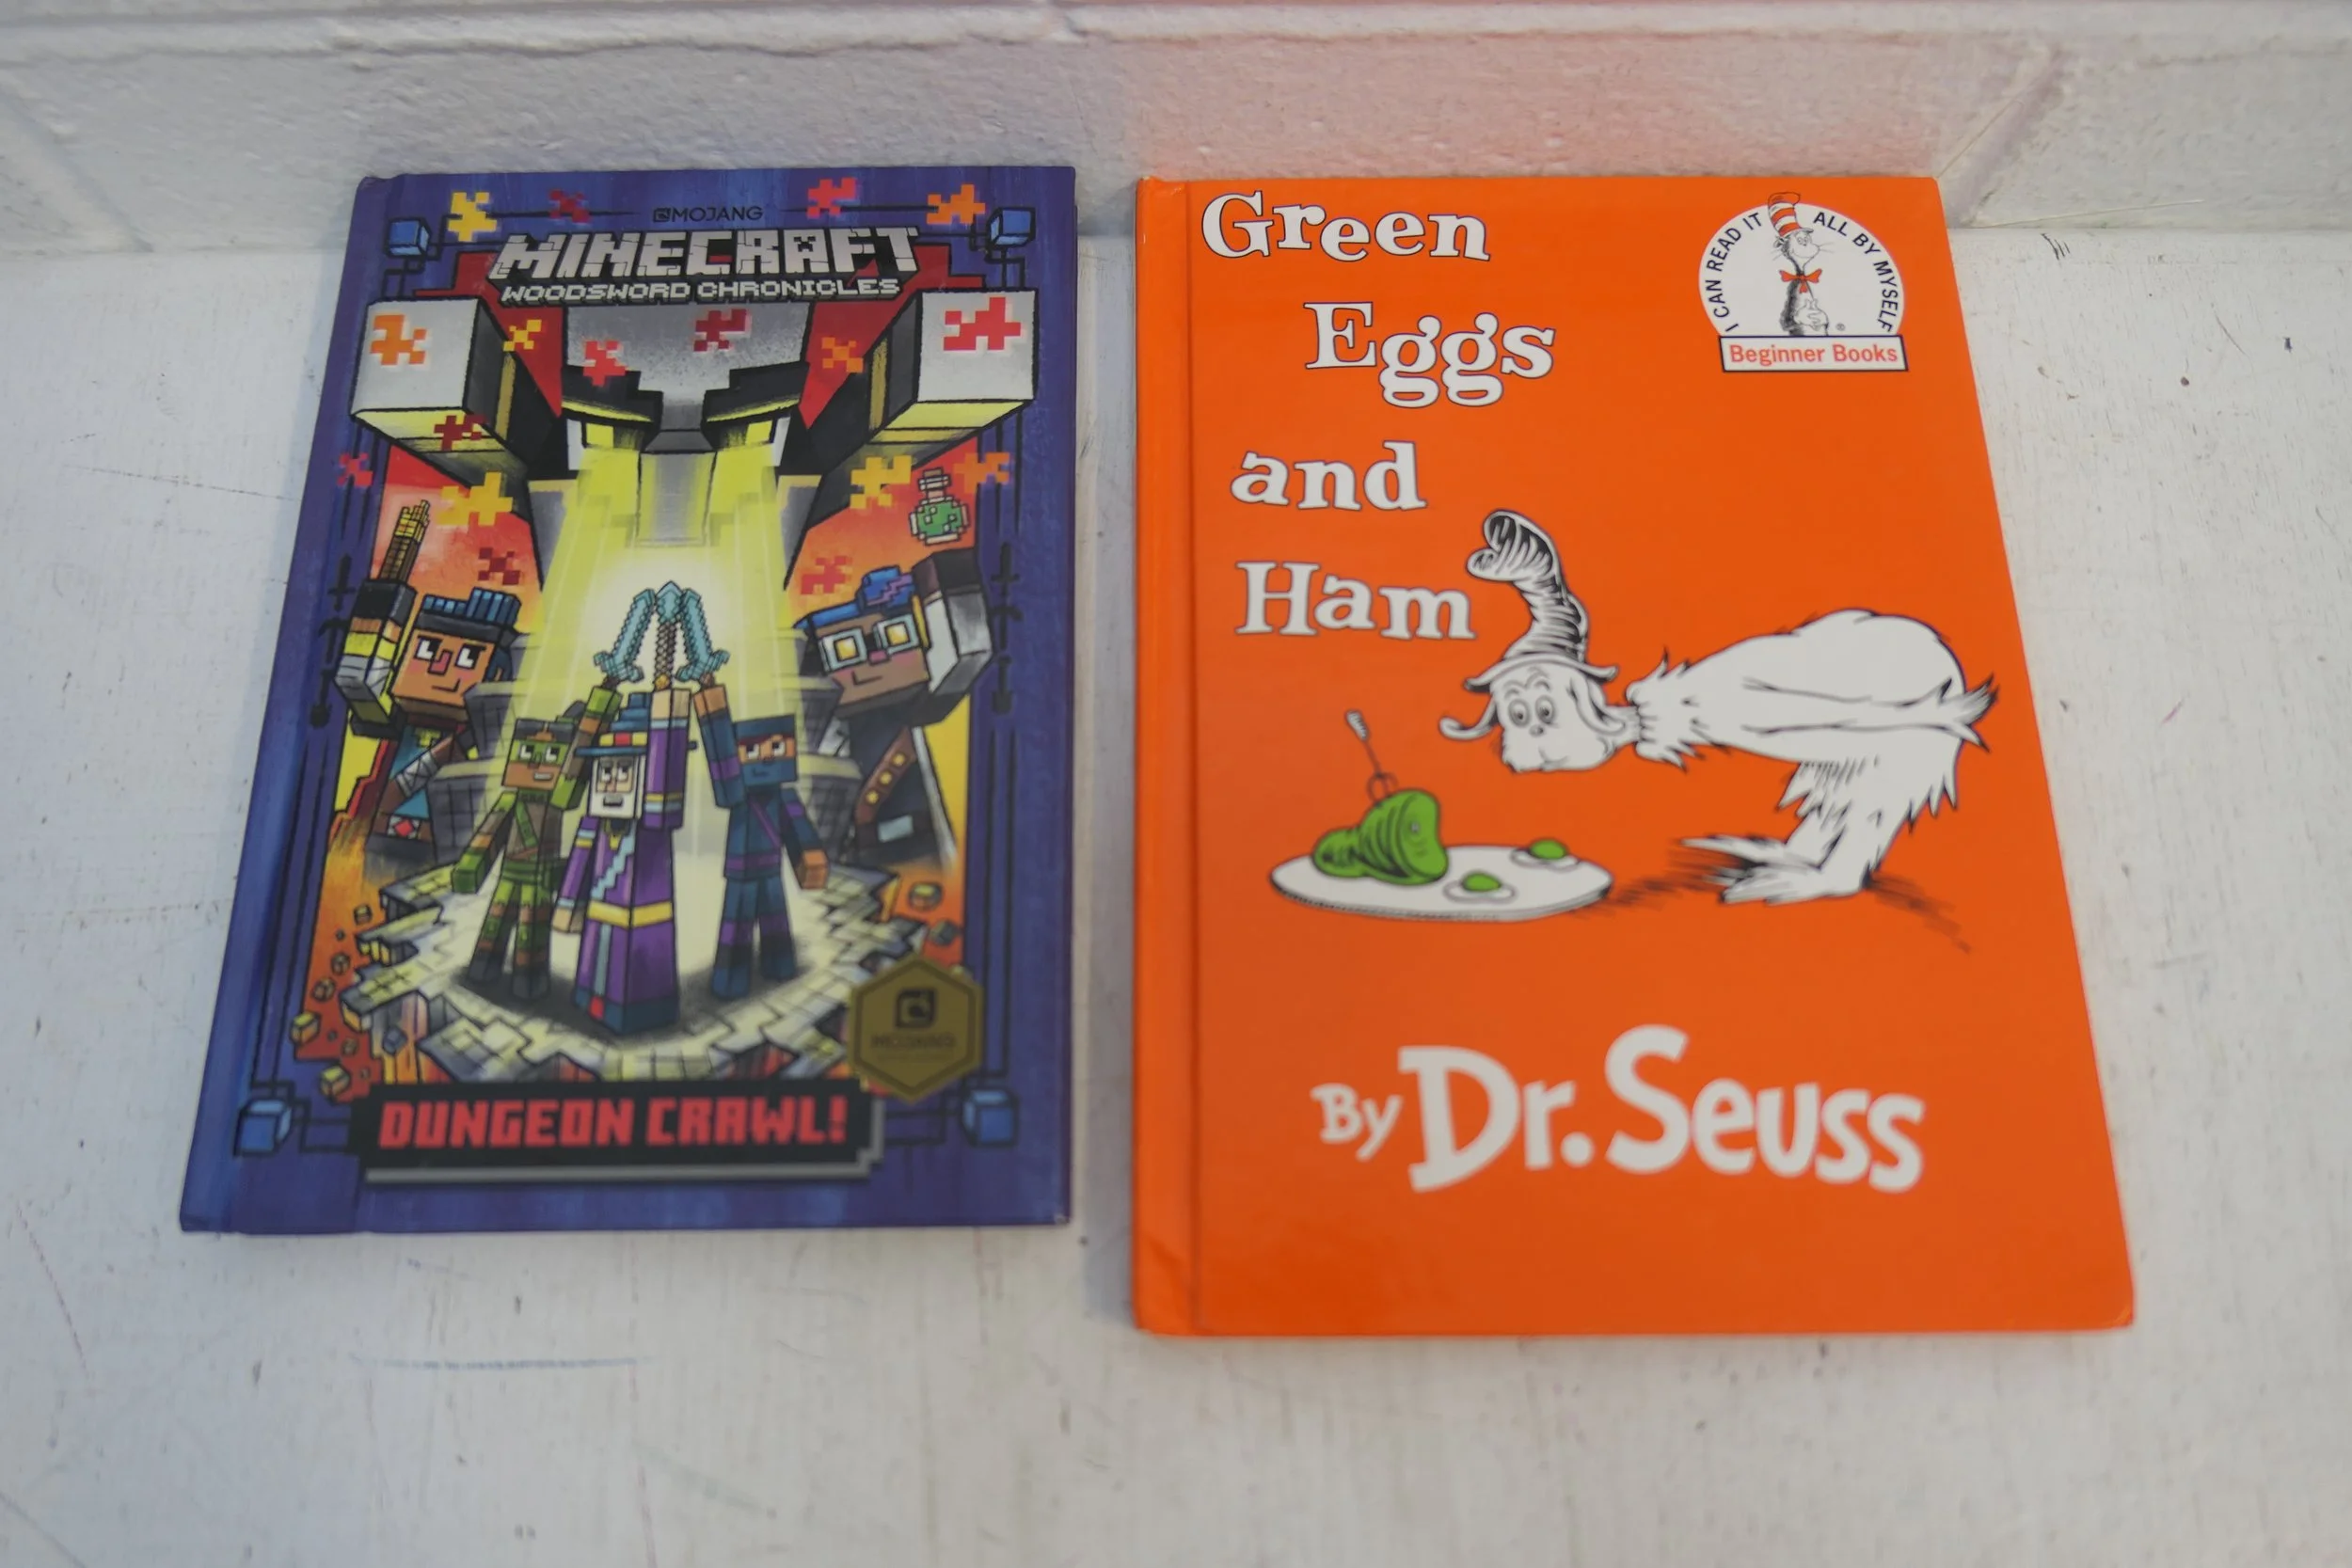 MOJANG
MINECRAFT
WOODSWORD CHRONICLES
DUNGEON CRAWL!
MOJANG
Green
Eggs
and
Ham
I CAN READ IT ALL BY MYSELF
®
Beginner Books
By Dr. Seuss